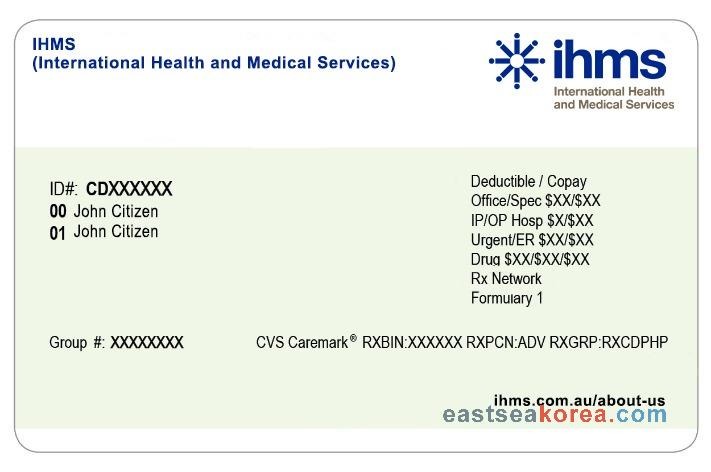 IHMS
(International Health and Medical Services)
ihms
International Health
and Medical Services
ID#: CDXXXXXX
00 John Citizen
01 John Citizen
Deductible / Copay
Office/Spec $XX/$XX
IP/OP Hosp $X/$XX
Urgent/ER $XX/$XX
Drug $XX/$XX/$XX
Rx Network
Formulary 1
Group #: XXXXXXXX
CVS Caremark® RXBIN:XXXXXX RXPCN:ADV RXGRP:RXCDPHP
ihms.com.au/about-us
eastseakorea.com